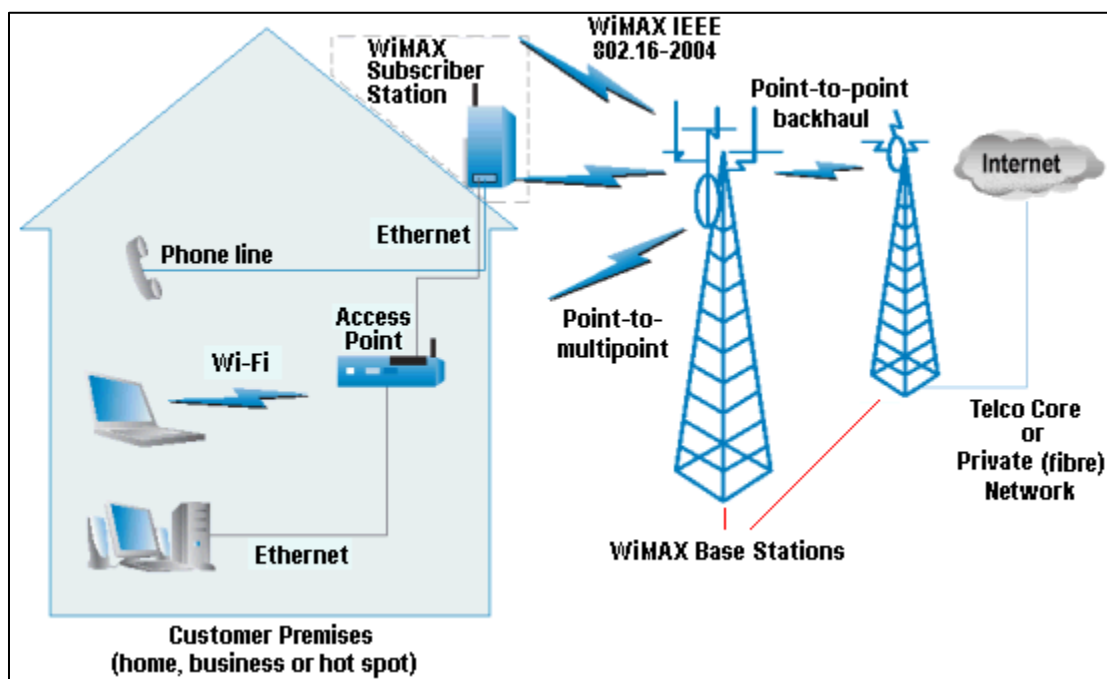 WiMAX IEEE
802.16-2004
WiMAX
Subscriber
Station
Point-to-point
backhaul
Internet
Ethernet
Phone line
Access
Point
Wi-Fi
Point-to-
multipoint
Telco Core
or
Private (fibre)
Network
Ethernet
WiMAX Base Stations
Customer Premises
(home, business or hot spot)